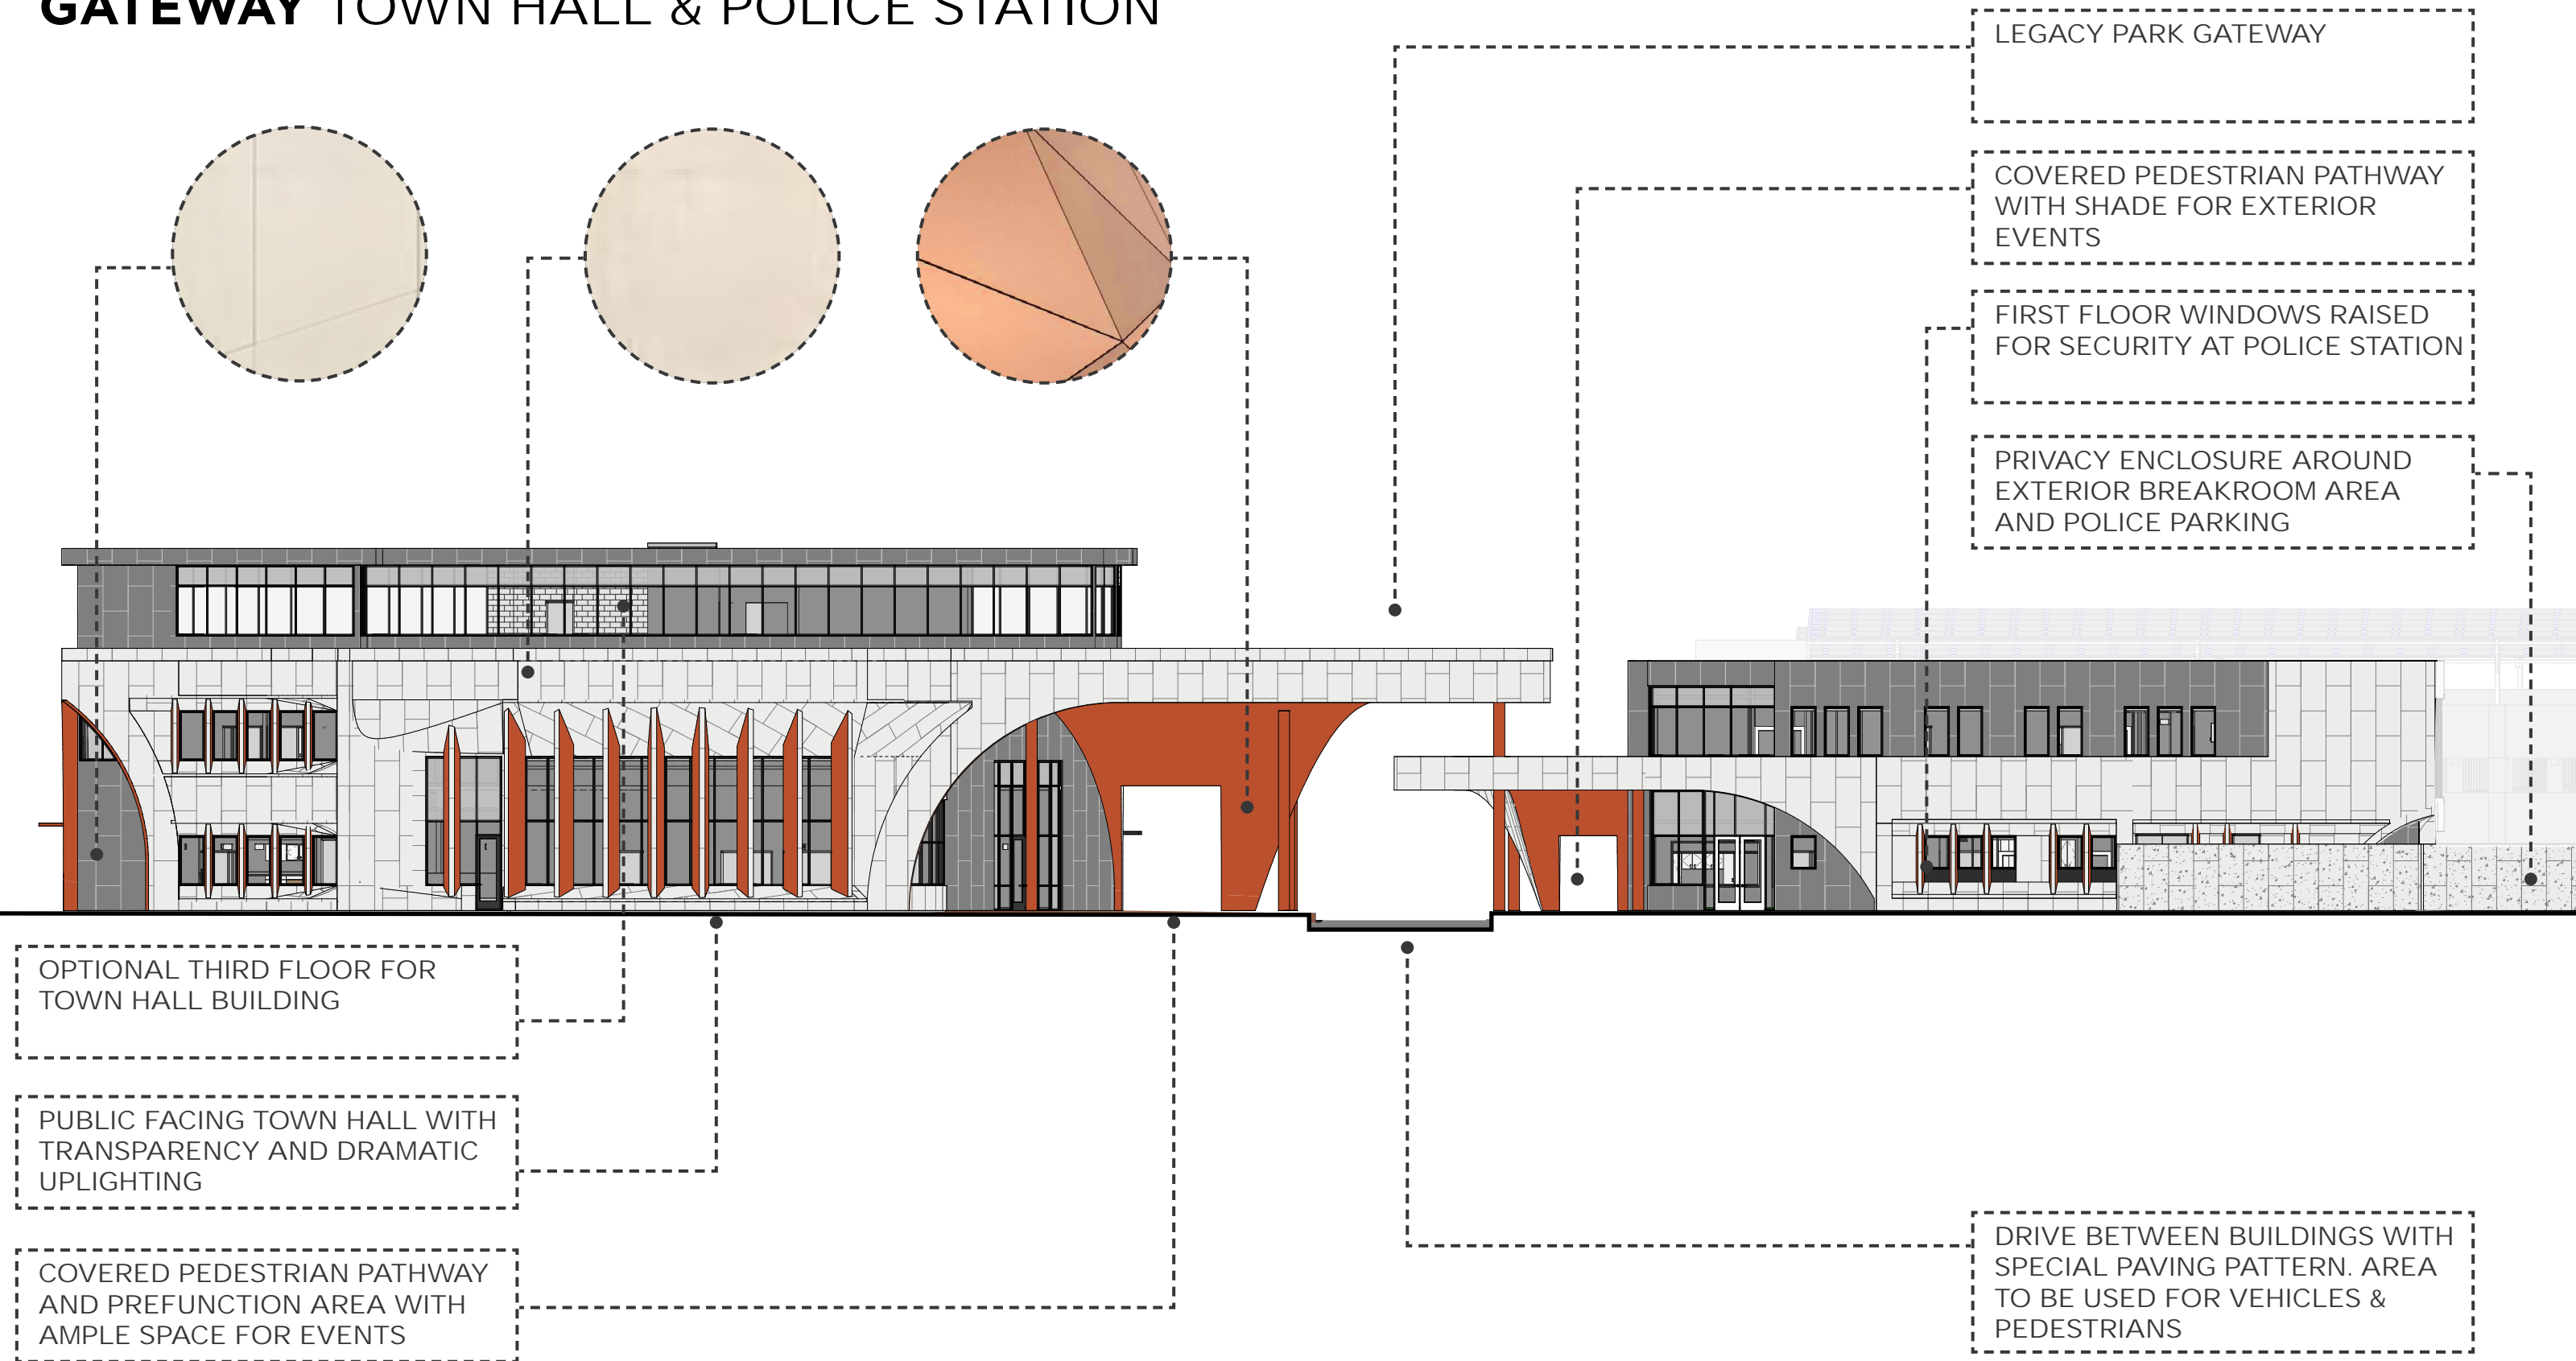 GATEWAY TOWN HALL & POLICE STATION
LEGACY PARK GATEWAY
COVERED PEDESTRIAN PATHWAY
WITH SHADE FOR EXTERIOR
EVENTS
FIRST FLOOR WINDOWS RAISED
FOR SECURITY AT POLICE STATION
PRIVACY ENCLOSURE AROUND
EXTERIOR BREAKROOM AREA
AND POLICE PARKING
OPTIONAL THIRD FLOOR FOR
TOWN HALL BUILDING
PUBLIC FACING TOWN HALL WITH
TRANSPARENCY AND DRAMATIC
UPLIGHTING
COVERED PEDESTRIAN PATHWAY
AND PREFUNCTION AREA WITH
AMPLE SPACE FOR EVENTS
DRIVE BETWEEN BUILDINGS WITH
SPECIAL PAVING PATTERN. AREA
TO BE USED FOR VEHICLES &
PEDESTRIANS